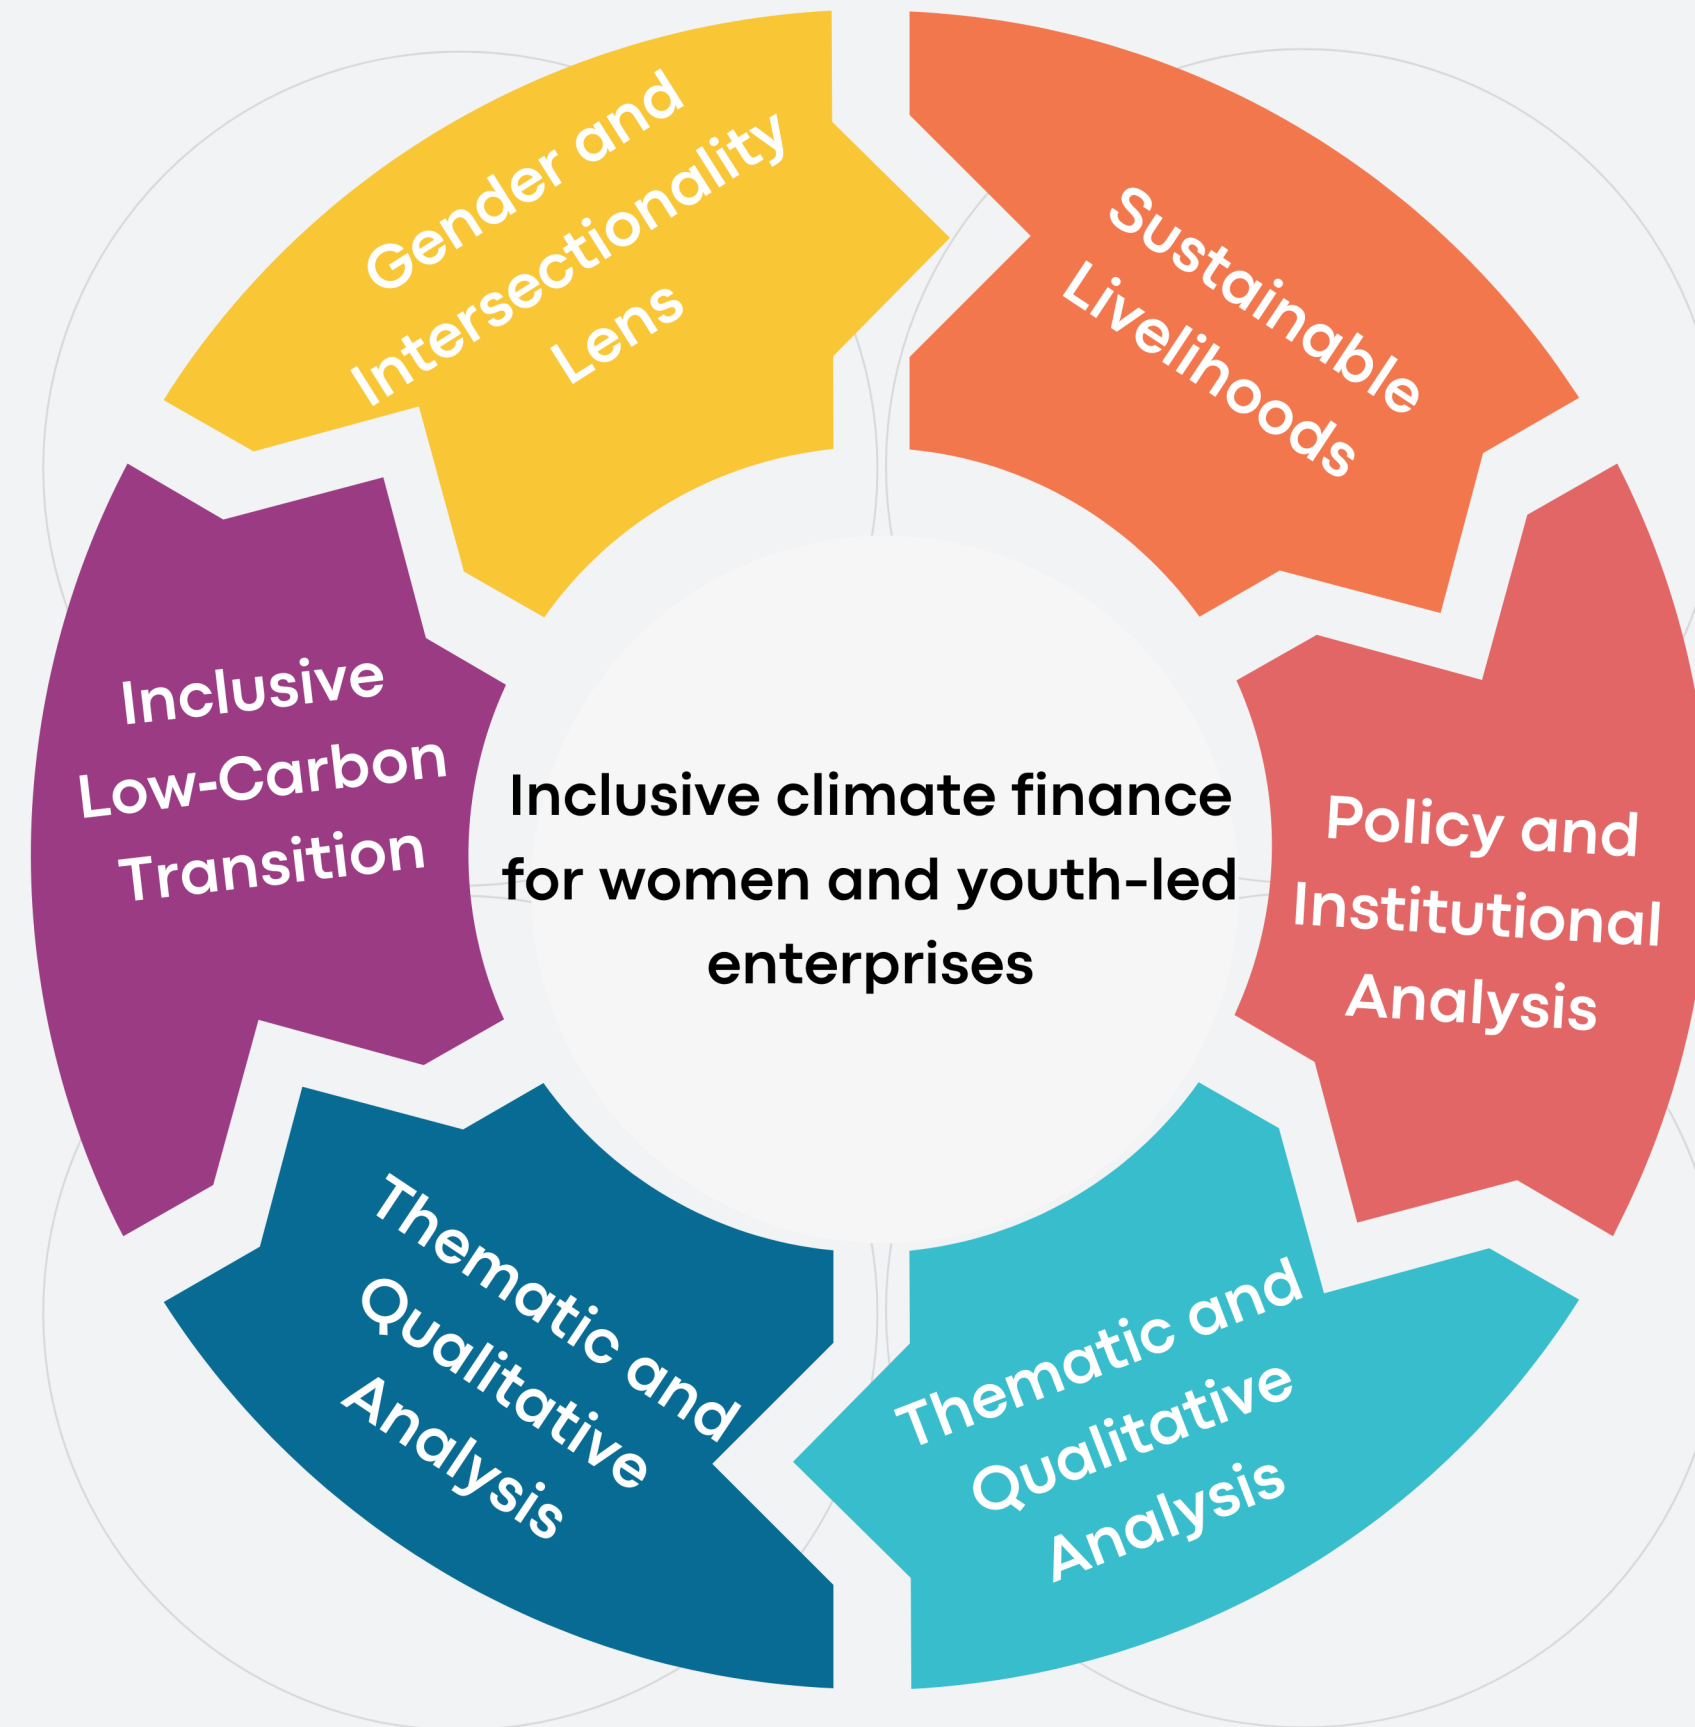 Gender and
Intersectionality
Lens
Sustainable
Livelihoods
Inclusive
Low-Carbon
Transition
Inclusive climate finance
for women and youth-led
enterprises
Policy and
Institutional
Analysis
Thematic and
Qualitative
Analysis
Thematic and
Qualitative
Analysis